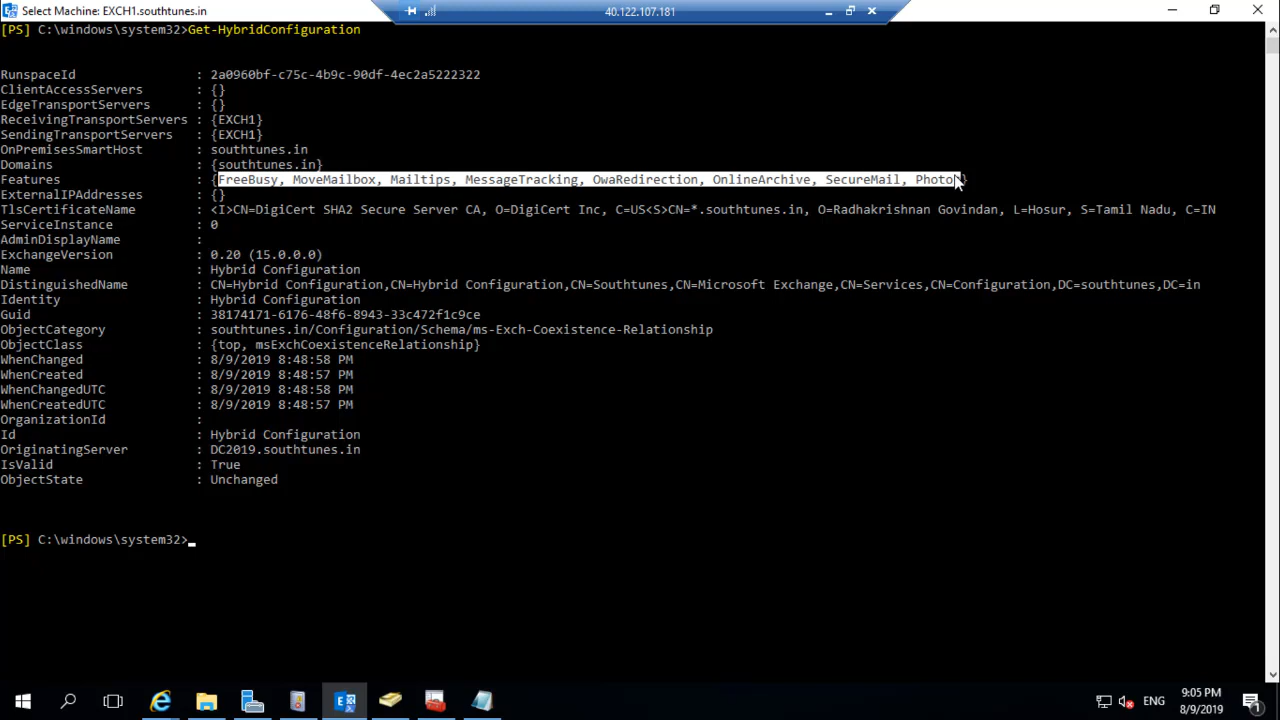 Select Machine: EXCH1.southtunes.in
40.122.107.181
[PS] C:\windows\system32>Get-HybridConfiguration
RunspaceId : 2a0960bf-c75c-4b9c-90df-4ec2a5222322
ClientAccessServers : {}
EdgeTransportServers : {}
ReceivingTransportServers : {EXCH1}
SendingTransportServers : {EXCH1}
OnPremisesSmartHost : southtunes.in
Domains : {southtunes.in}
Features : {FreeBusy, MoveMailbox, Mailtips, MessageTracking, OwaRedirection, OnlineArchive, SecureMail, Photo}
ExternalIPAddresses : {}
TlsCertificateName : <I>CN=DigiCert SHA2 Secure Server CA, O=DigiCert Inc, C=US<S>CN=*.southtunes.in, O=Radhakrishnan Govindan, L=Hosur, S=Tamil Nadu, C=IN
ServiceInstance : 0
AdminDisplayName :
ExchangeVersion : 0.20 (15.0.0.0)
Name : Hybrid Configuration
DistinguishedName : CN=Hybrid Configuration,CN=Hybrid Configuration,CN=Southtunes,CN=Microsoft Exchange,CN=Services,CN=Configuration,DC=southtunes,DC=in
Identity : Hybrid Configuration
Guid : 38174171-6176-48f6-8943-33c472f1c9ce
ObjectCategory : southtunes.in/Configuration/Schema/ms-Exch-Coexistence-Relationship
ObjectClass : {top, msExchCoexistenceRelationship}
WhenChanged : 8/9/2019 8:48:58 PM
WhenCreated : 8/9/2019 8:48:57 PM
WhenChangedUTC : 8/9/2019 8:48:58 PM
WhenCreatedUTC : 8/9/2019 8:48:57 PM
OrganizationId :
Id : Hybrid Configuration
OriginatingServer : DC2019.southtunes.in
IsValid : True
ObjectState : Unchanged
[PS] C:\windows\system32>
ENG
9:05 PM
8/9/2019
1